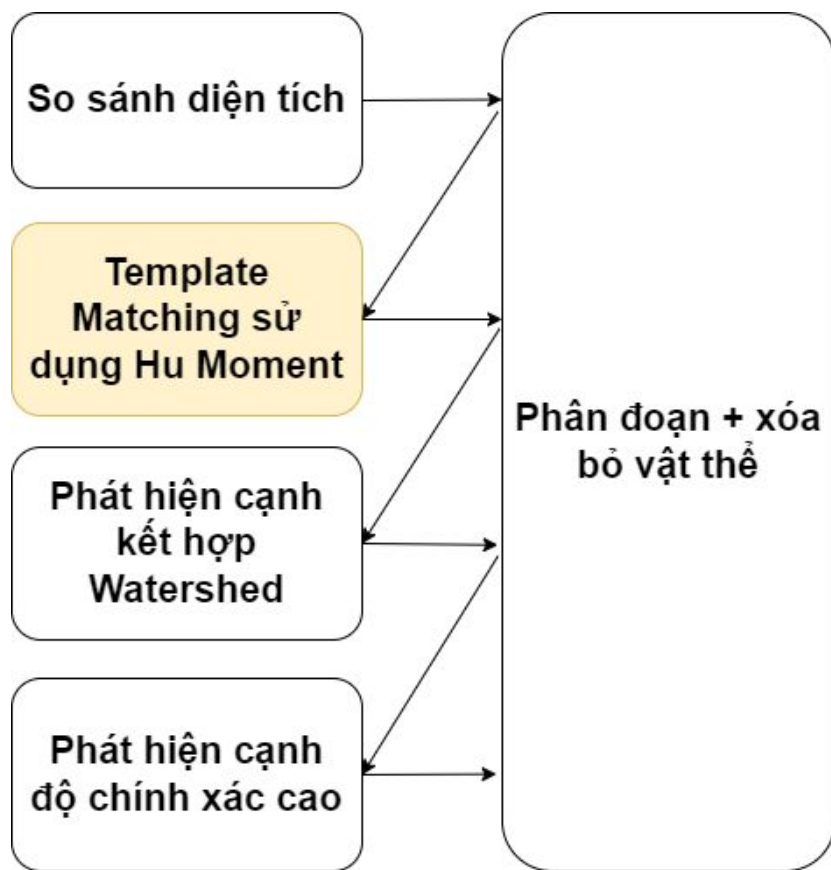 So sánh diện tích
Template
Matching sử
dụng Hu Moment
Phát hiện cạnh
kết hợp
Watershed
Phát hiện cạnh
độ chính xác cao
Phân đoạn + xóa
bỏ vật thể